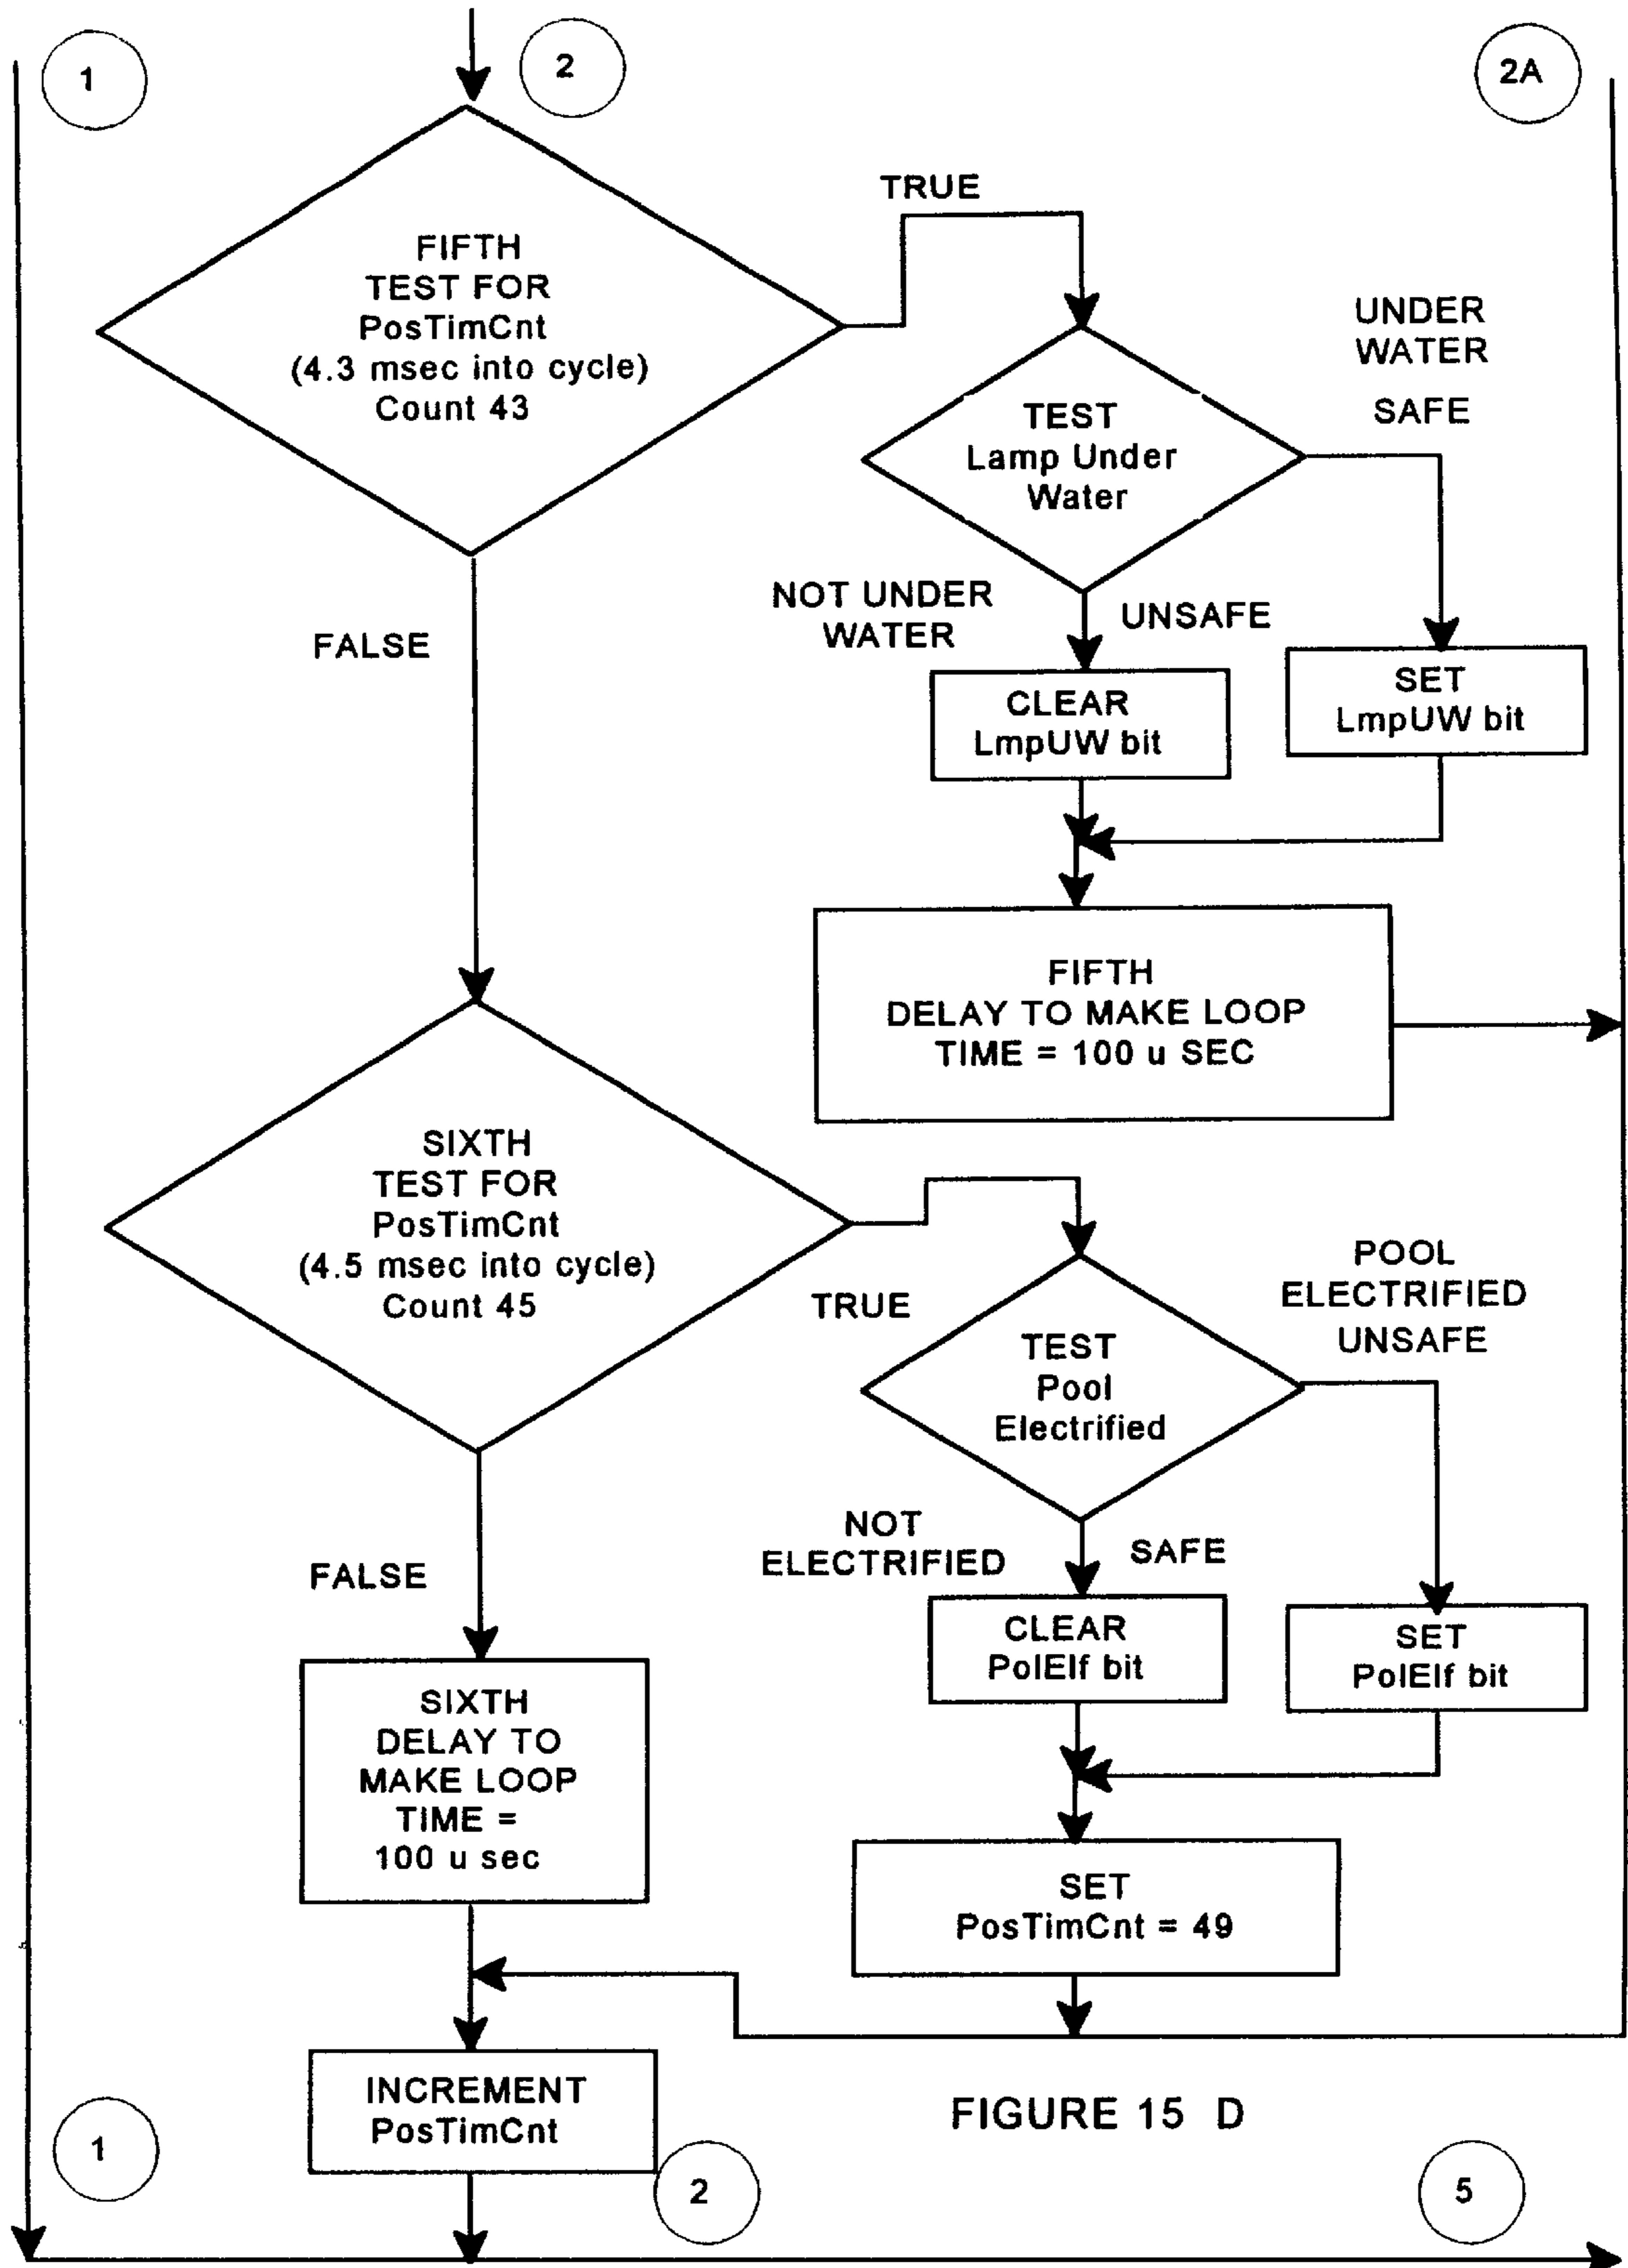 1
2
2A
FIFTH
TEST FOR
PosTimCnt
(4.3 msec into cycle)
Count 43
TRUE
TEST
Lamp Under
Water
UNDER
WATER
SAFE
FALSE
NOT UNDER
WATER
UNSAFE
CLEAR
LmpUW bit
SET
LmpUW bit
FIFTH
DELAY TO MAKE LOOP
TIME = 100 u SEC
SIXTH
TEST FOR
PosTimCnt
(4.5 msec into cycle)
Count 45
TRUE
TEST
Pool
Electrified
POOL
ELECTRIFIED
UNSAFE
FALSE
NOT
ELECTRIFIED
SAFE
CLEAR
PolElf bit
SET
PolElf bit
SIXTH
DELAY TO
MAKE LOOP
TIME =
100 u sec
SET
PosTimCnt = 49
INCREMENT
PosTimCnt
FIGURE 15 D
1
2
5